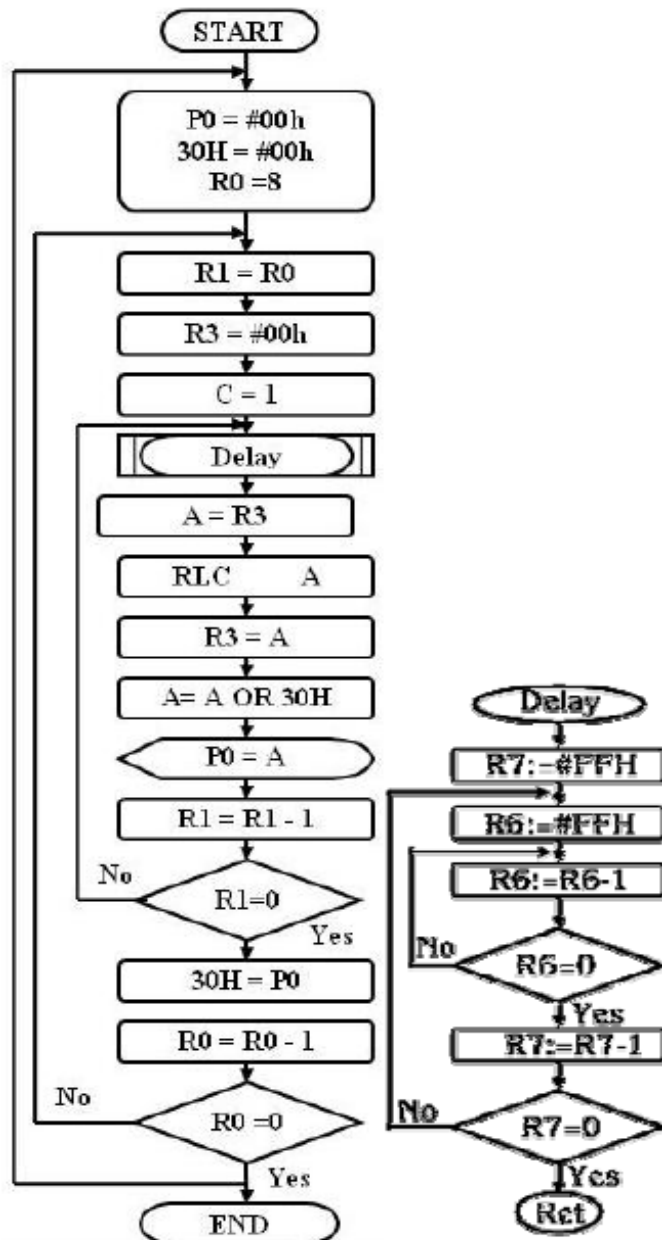 START
P0 = #00h
30H = #00h
R0 =8
R1 = R0
R3 = #00h
C = 1
Delay
A = R3
RLC A
R3 = A
A= A OR 30H
P0 = A
R1 = R1 - 1
No
R1=0
Yes
30H = P0
R0 = R0 - 1
No
R0 =0
Yes
END
Delay
R7:=#FFH
R6:=#FFH
R6:=R6-1
No
R6=0
Yes
R7:=R7-1
No
R7=0
Yes
Ret